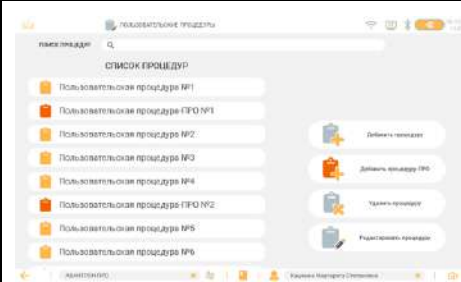 ПОЛЬЗОВАТЕЛЬСКИЕ ПРОЦЕДУРЫ
ПОИСК ПРОЦЕДУР
СПИСОК ПРОЦЕДУР
Пользовательская процедура №1
Пользовательская процедура-ПРО №1
Пользовательская процедура №2
Пользовательская процедура №3
Пользовательская процедура №4
Пользовательская процедура-ПРО №2
Пользовательская процедура №5
Пользовательская процедура №6
Добавить процедуру
Добавить процедуру-ПРО
Удалить процедуру
Редактировать процедуру
Маргарита Степановна